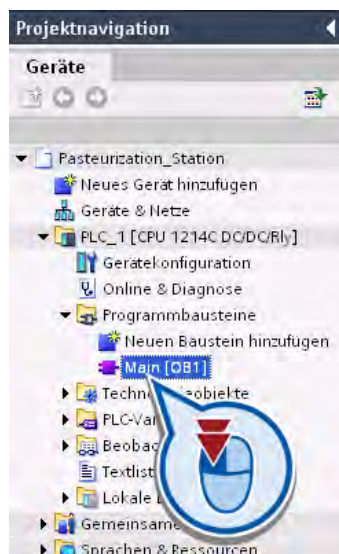 Projektnavigation
Geräte
Pasteurization_Station
Neues Gerät hinzufügen
Geräte & Netze
PLC_1 [CPU 1214C DC/DC/Rly]
Gerätekonfiguration
Online & Diagnose
Programmbausteine
Neuen Baustein hinzufügen
Main [OB1]
Sprachen & Ressourcen